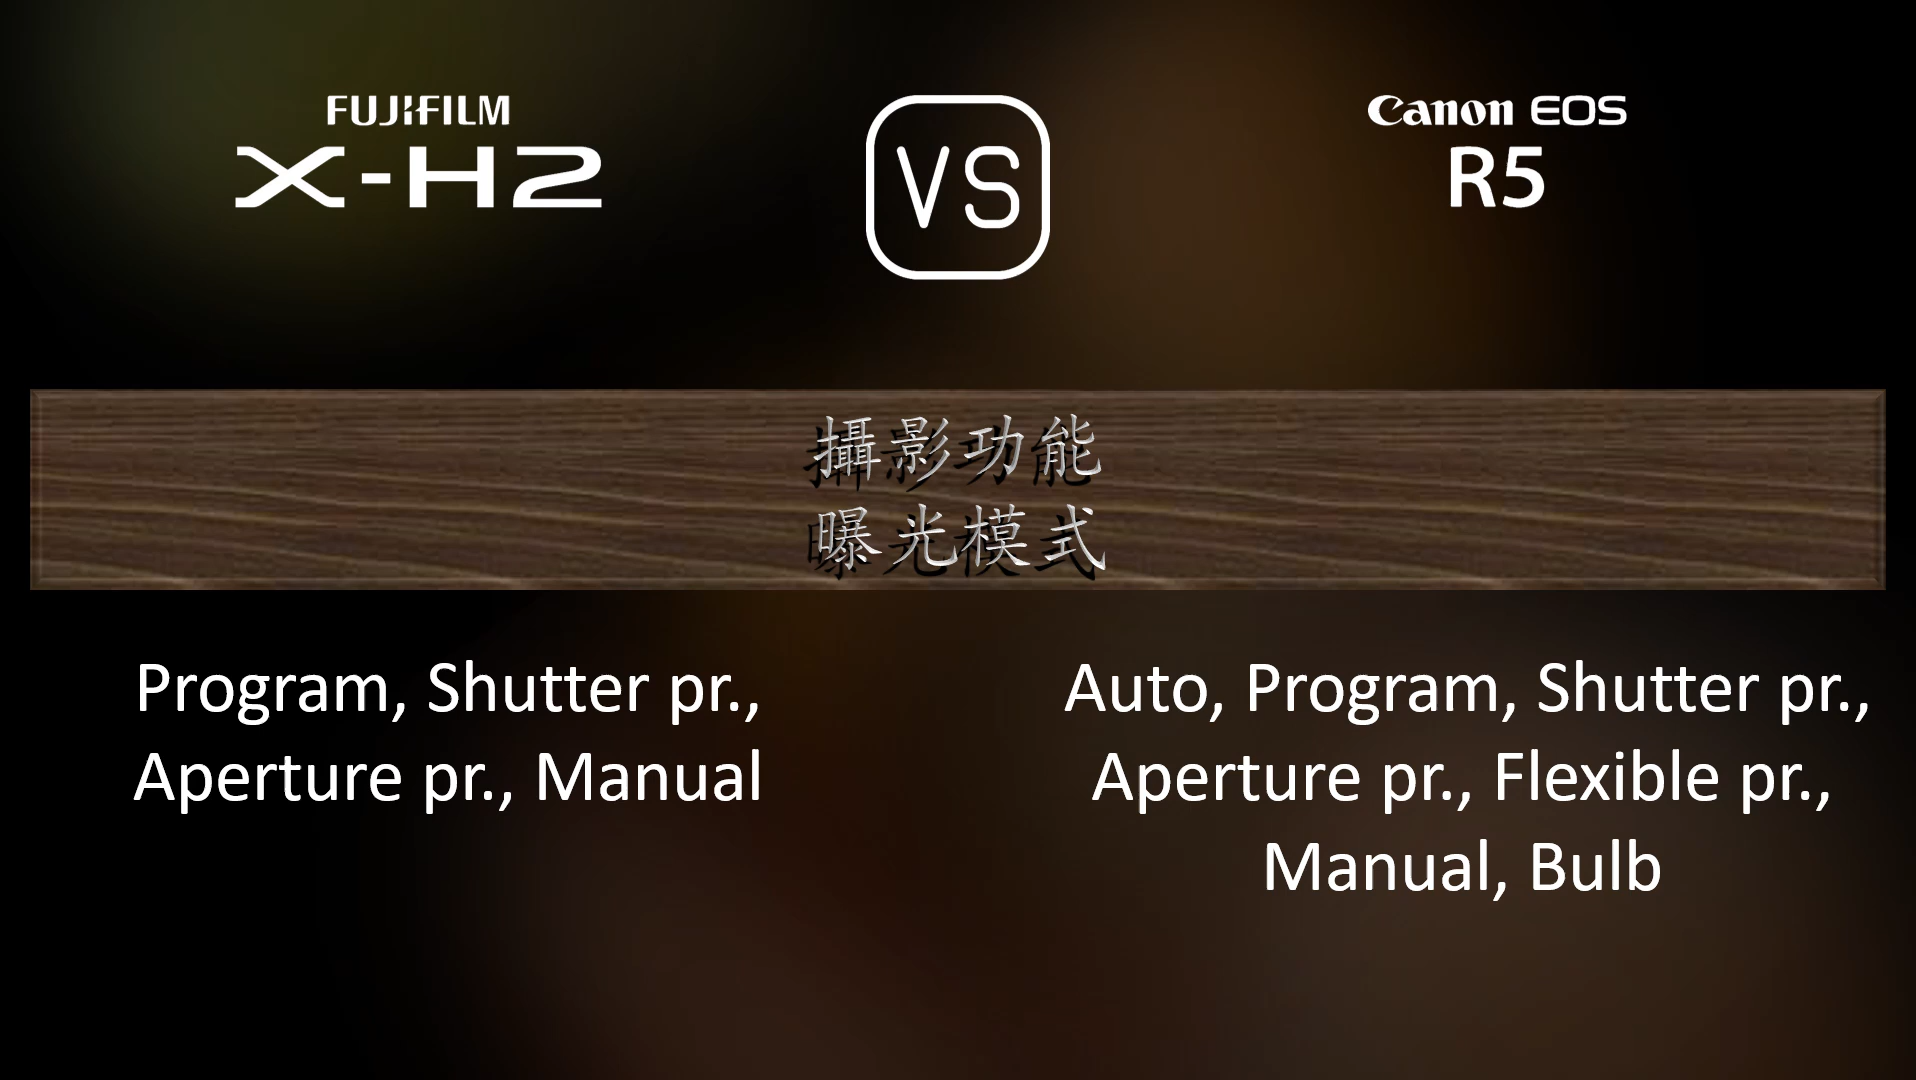 FUJIFILM
X-H2
VS
Canon EOS
R5
攝影功能
曝光模式
Program, Shutter pr.,
Aperture pr., Manual
Auto, Program, Shutter pr.,
Aperture pr., Flexible pr.,
Manual, Bulb